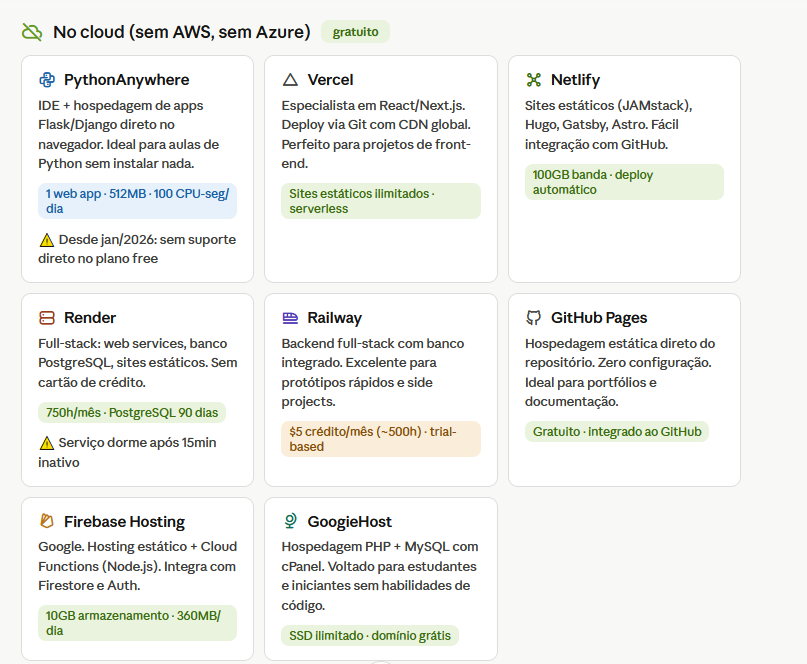 No cloud (sem AWS, sem Azure) gratuito
PythonAnywhere
IDE + hospedagem de apps
Flask/Django direto no
navegador. Ideal para aulas de
Python sem instalar nada.
1 web app · 512MB · 100 CPU-seg/
dia
⚠️ Desde jan/2026: sem suporte
direto no plano free
Vercel
Especialista em React/Next.js.
Deploy via Git com CDN global.
Perfeito para projetos de front-
end.
Sites estáticos ilimitados ·
serverless
Netlify
Sites estáticos (JAMstack),
Hugo, Gatsby, Astro. Fácil
integração com GitHub.
100GB banda · deploy
automático
Render
Full-stack: web services, banco
PostgreSQL, sites estáticos. Sem
cartão de crédito.
750h/mês · PostgreSQL 90 dias
⚠️ Serviço dorme após 15min
inativo
Railway
Backend full-stack com banco
integrado. Excelente para
protótipos rápidos e side
projects.
$5 crédito/mês (~500h) · trial-
based
GitHub Pages
Hospedagem estática direto do
repositório. Zero configuração.
Ideal para portfólios e
documentação.
Gratuito · integrado ao GitHub
Firebase Hosting
Google. Hosting estático + Cloud
Functions (Node.js). Integra com
Firestore e Auth.
10GB armazenamento · 360MB/
dia
GoogieHost
Hospedagem PHP + MySQL com
cPanel. Voltado para estudantes
e iniciantes sem habilidades de
código.
SSD ilimitado · domínio grátis